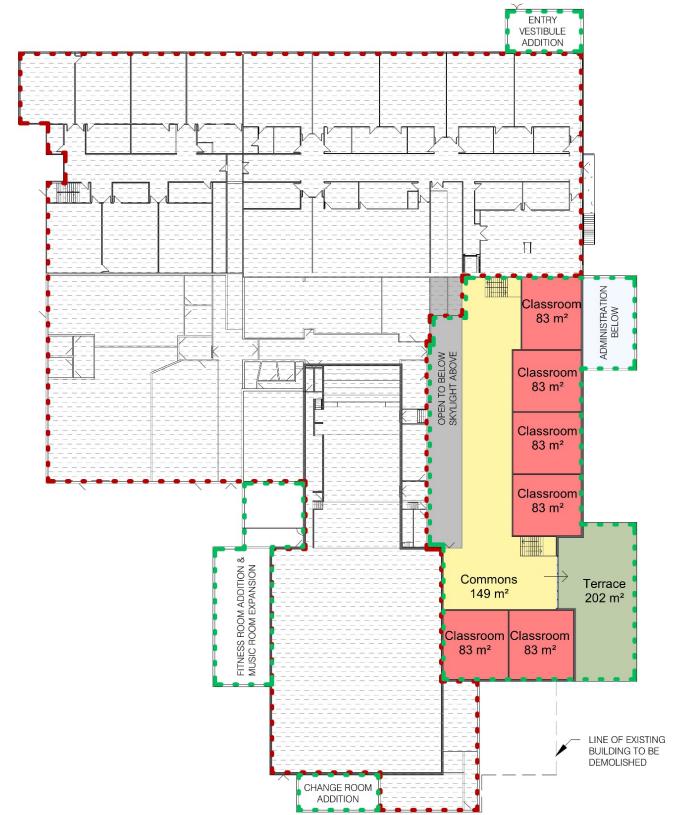 ENTRY
VESTIBULE
ADDITION
Classroom
83 m²
ADMINISTRATION
BELOW
OPEN TO BELOW
SKYLIGHT ABOVE
Classroom
83 m²
Classroom
83 m²
Classroom
83 m²
Commons
149 m²
Terrace
202 m²
FITNESS ROOM ADDITION &
MUSIC ROOM EXPANSION
Classroom
83 m²
Classroom
83 m²
LINE OF EXISTING
BUILDING TO BE
DEMOLISHED
CHANGE ROOM
ADDITION